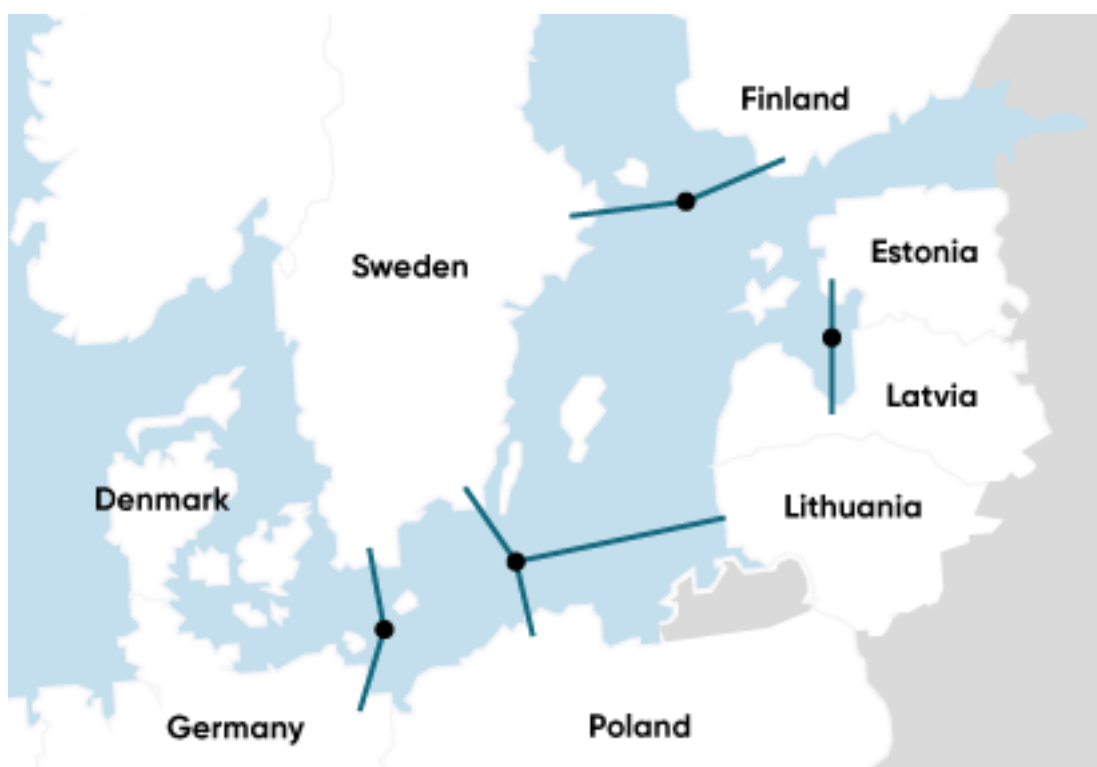 Finland
Estonia
Sweden
Latvia
Denmark
Lithuania
Germany
Poland